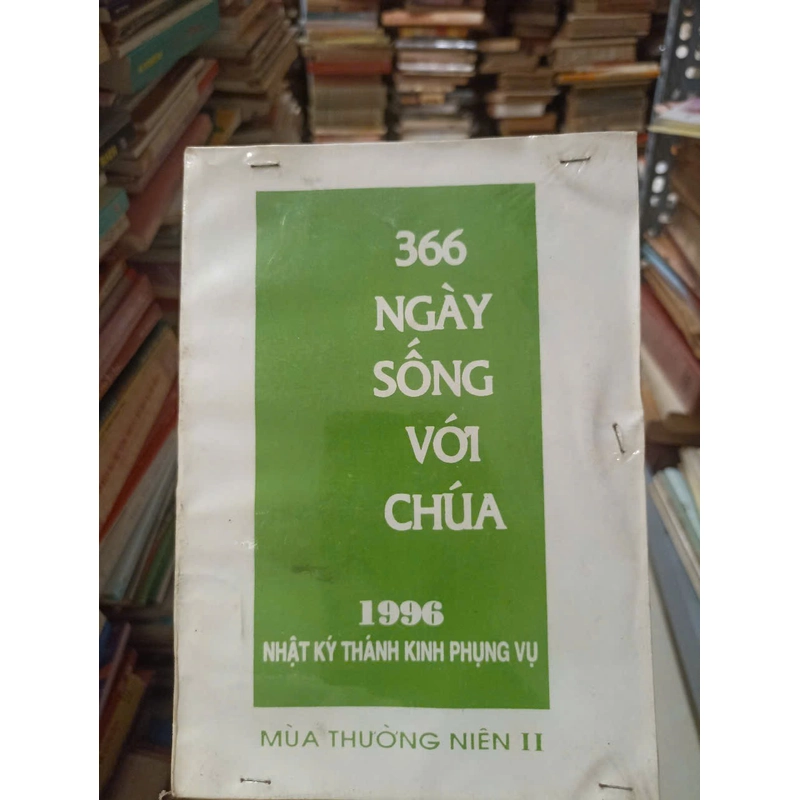 366
NGÀY
SỐNG
VỚI
CHÚA
1996
NHẬT KÝ THÁNH KINH PHỤNG VỤ
MÙA THƯỜNG NIÊN II